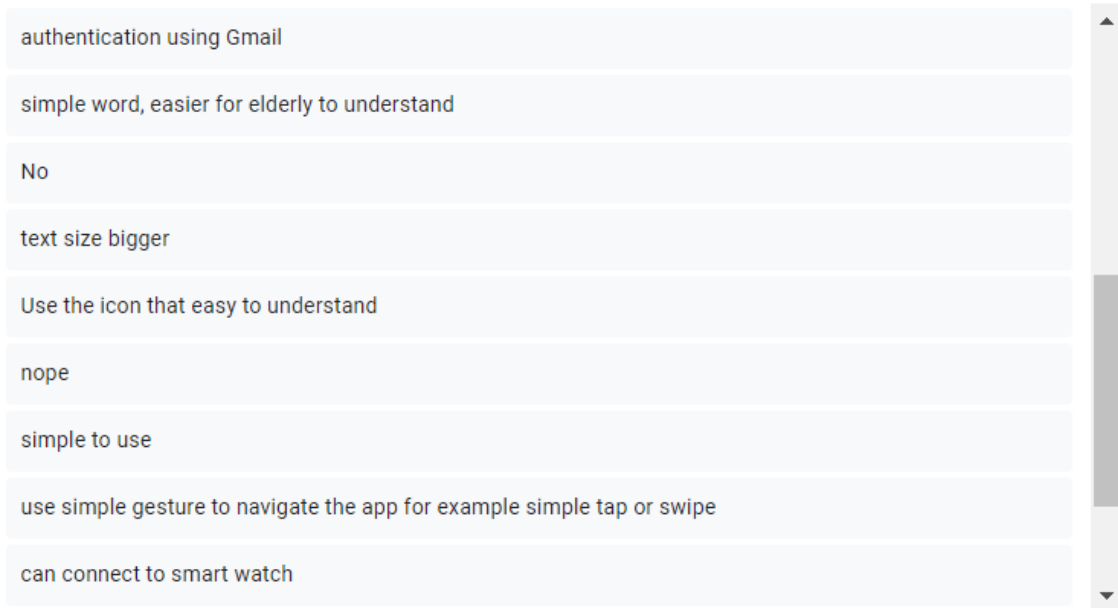 authentication using Gmail
simple word, easier for elderly to understand
No
text size bigger
Use the icon that easy to understand
nope
simple to use
use simple gesture to navigate the app for example simple tap or swipe
can connect to smart watch